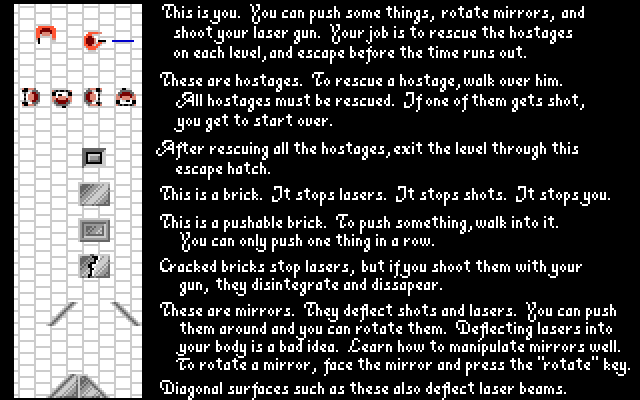 This is you. You can push some things, rotate mirrors, and
shoot your laser gun. Your job is to rescue the hostages
on each level, and escape before the time runs out.
These are hostages. To rescue a hostage, walk over him.
All hostages must be rescued. If one of them gets shot,
you get to start over.
After rescuing all the hostages, exit the level through this
escape hatch.
This is a brick. It stops lasers. It stops shots. It stops you.
This is a pushable brick. To push something, walk into it.
You can only push one thing in a row.
Cracked bricks stop lasers, but if you shoot them with your
gun, they disintegrate and dissapear.
These are mirrors. They deflect shots and lasers. You can push
them around and you can rotate them. Deflecting lasers into
your body is a bad idea. Learn how to manipulate mirrors well.
To rotate a mirror, face the mirror and press the "rotate" key.
Diagonal surfaces such as these also deflect laser beams.